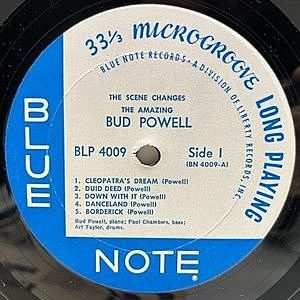 33⅓ MICROGROOVE LONG PLAYING
BLUE NOTE RECORDS • A DIVISION OF LIBERTY RECORDS, INC.
THE SCENE CHANGES
THE AMAZING
BUD POWELL
BLP 4009
Side 1
(BN 4009-A)
1. CLEOPATRA'S DREAM (Powell)
2. DUID DEED (Powell)
3. DOWN WITH IT (Powell)
4. DANCELAND (Powell)
5. BORDERICK (Powell)
Bud Powell, piano; Paul Chambers, bass;
Art Taylor, drums.
BLUE
NOTE®